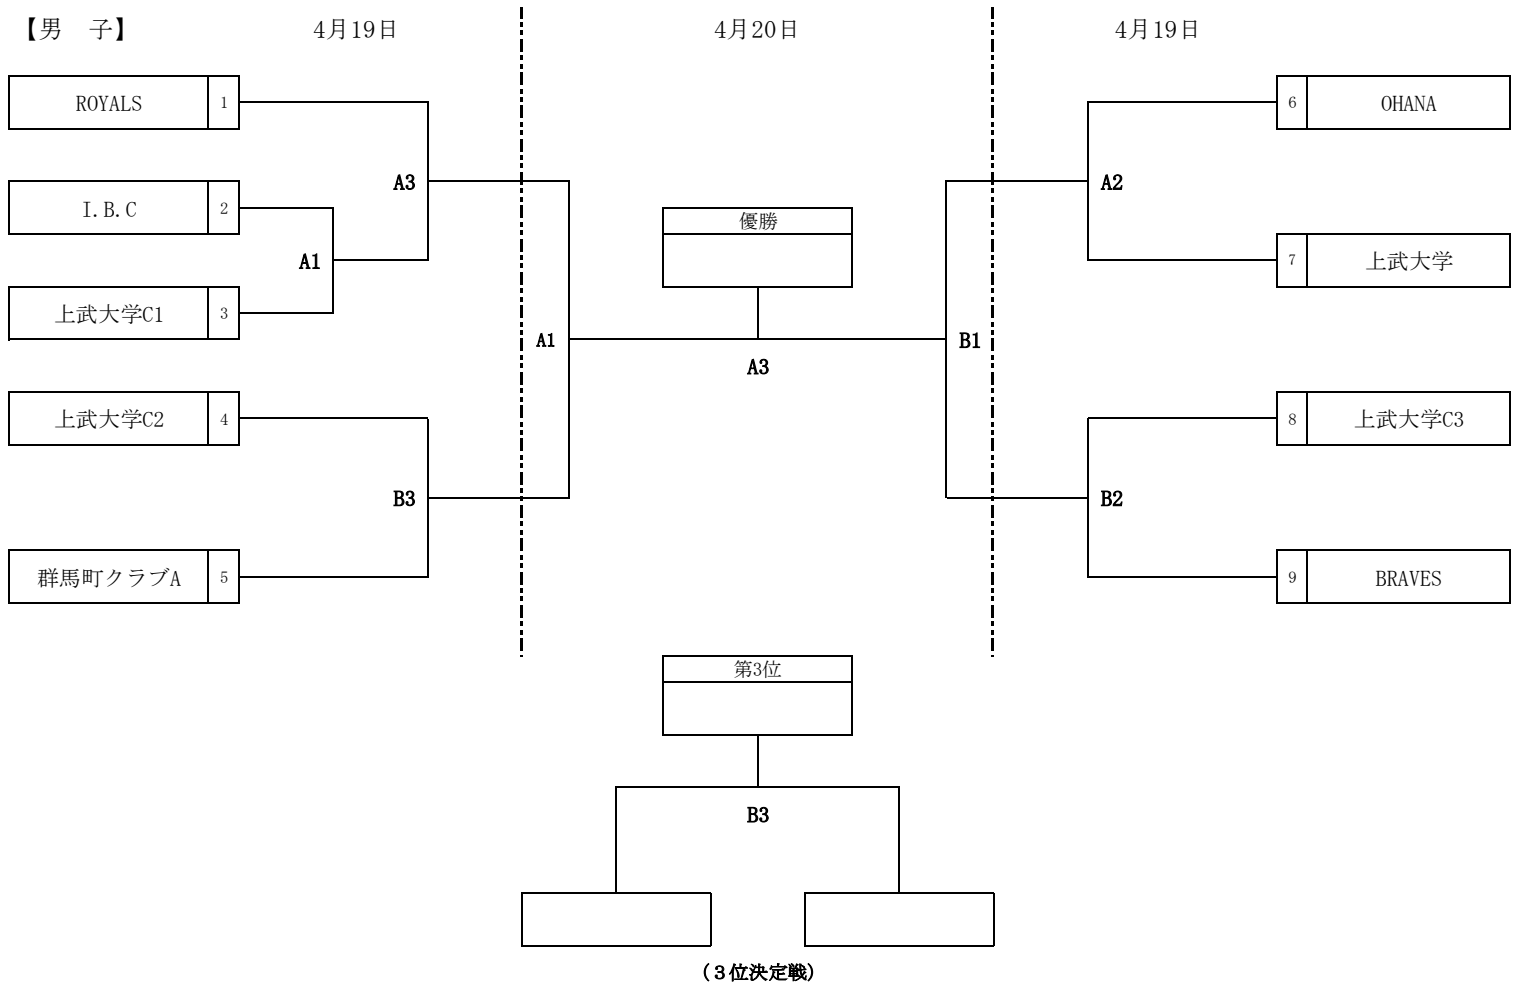 【男　子】
4月19日
4月20日
4月19日
ROYALS 1
6 OHANA
A3
A2
I.B.C 2
優勝
A1
7 上武大学
上武大学C1 3
A1
B1
A3
上武大学C2 4
8 上武大学C3
B3
B2
群馬町クラブA 5
9 BRAVES
第3位
B3
(３位決定戦)